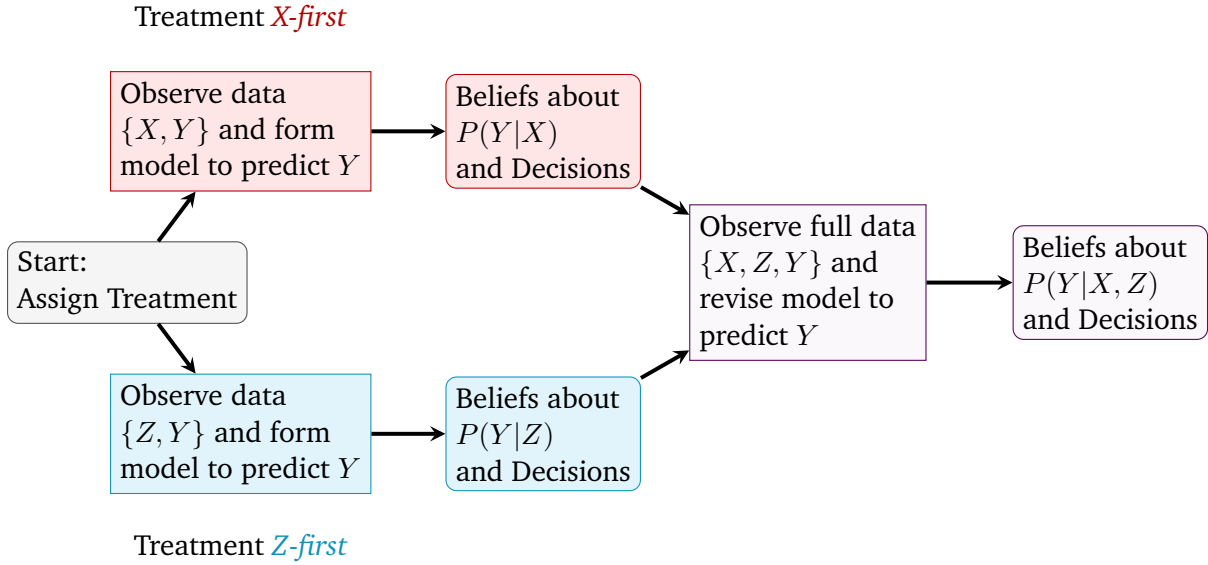 Treatment X-first
Observe data
{X, Y} and form
model to predict Y
Beliefs about
P(Y|X)
and Decisions
Start:
Assign Treatment
Observe full data
{X, Z, Y} and
revise model to
predict Y
Beliefs about
P(Y|X, Z)
and Decisions
Observe data
{Z, Y} and form
model to predict Y
Beliefs about
P(Y|Z)
and Decisions
Treatment Z-first